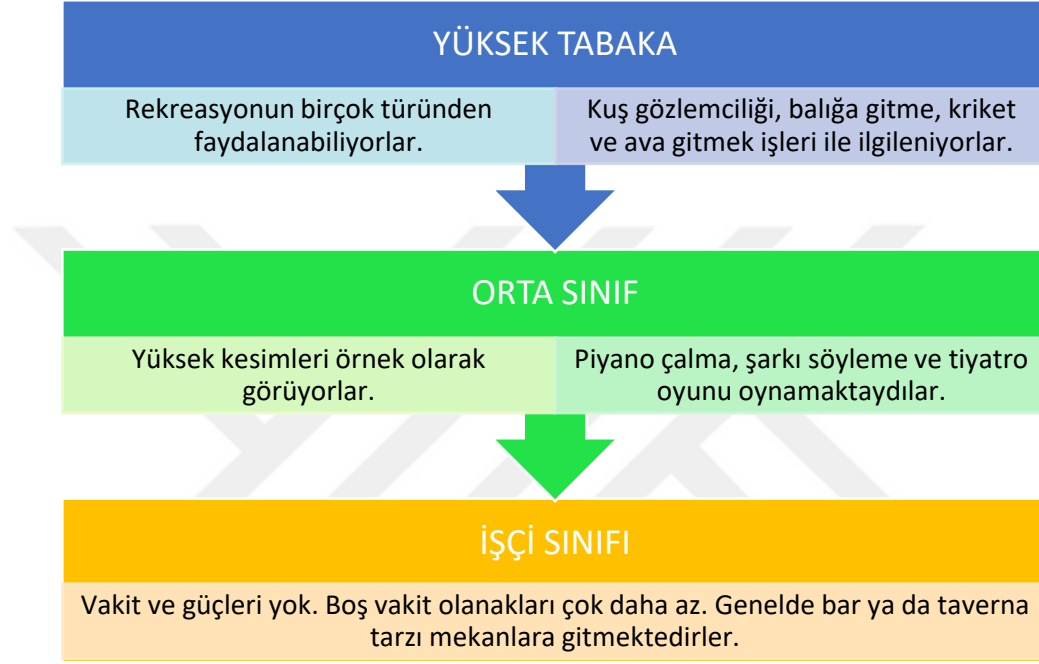 YÜKSEK TABAKA
Rekreasyonun birçok türünden
faydalanabiliyorlar.
Kuş gözlemciliği, balığa gitme, kriket
ve ava gitmek işleri ile ilgileniyorlar.
ORTA SINIF
Yüksek kesimleri örnek olarak
görüyorlar.
Piyano çalma, şarkı söyleme ve tiyatro
oyunu oynamaktaydılar.
İŞÇİ SINIFI
Vakit ve güçleri yok. Boş vakit olanakları çok daha az. Genelde bar ya da taverna
tarzı mekanlara gitmektedirler.